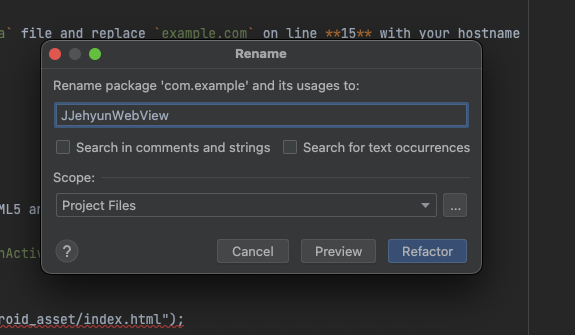 a` file and replace `example.com` on line **15** with your hostname
Rename
Rename package 'com.example' and its usages to:
JJehyunWebView
Search in comments and strings
Search for text occurrences
Scope:
Project Files
...
ML5 an
nActiv
?
Cancel
Preview
Refactor
roid_asset/index.html");